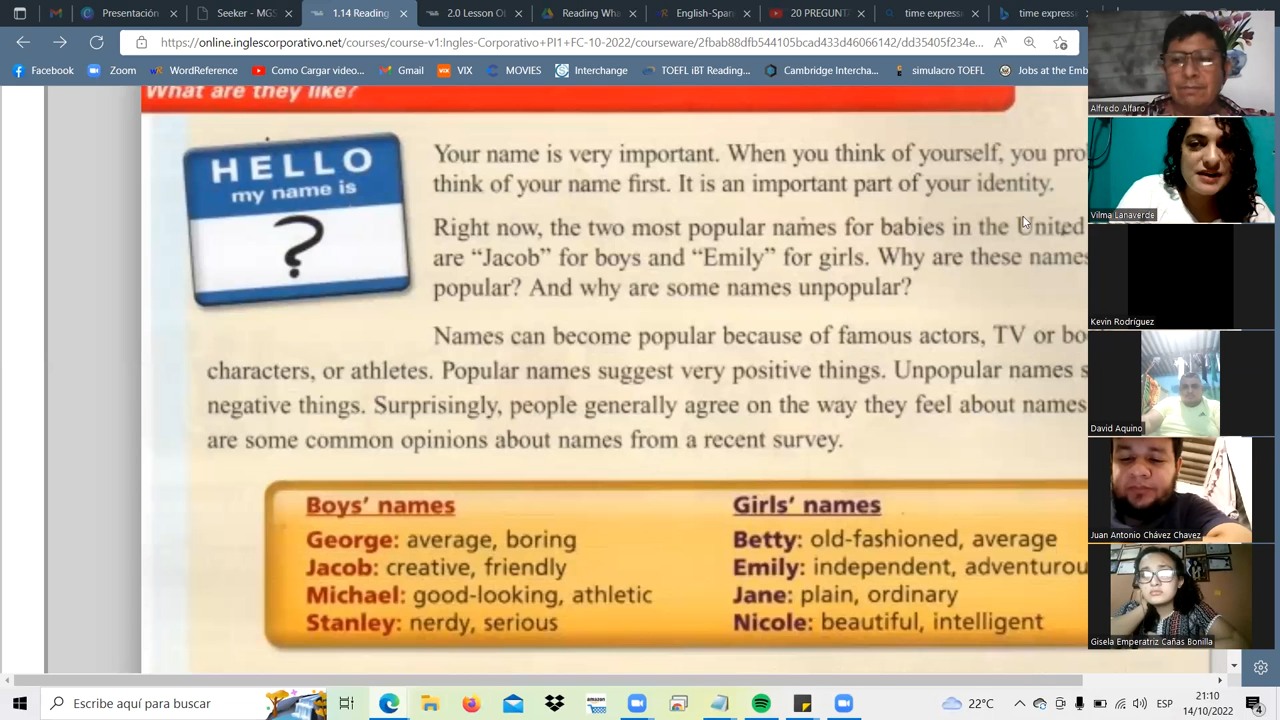 Presentación
Seeker - MGS
1.14 Reading
2.0 Lesson Ol
Reading Wha
English-Span
20 PREGUNT
time express
time express
https://online.inglescorporativo.net/courses/course-v1:Ingles-Corporativo+PI1+FC-10-2022/courseware/2fbab88dfb544105bcad433d46066142/dd35405f234e...
Facebook
Zoom
WordReference
Como Cargar video...
Gmail
VIX
MOVIES
Interchange
TOEFL iBT Reading...
Cambridge Intercha...
simulacro TOEFL
Jobs at the Emb
What are they like?
HELLO
my name is
?
Your name is very important. When you think of yourself, you pro
think of your name first. It is an important part of your identity.
Right now, the two most popular names for babies in the United
are “Jacob” for boys and “Emily” for girls. Why are these names
popular? And why are some names unpopular?
Names can become popular because of famous actors, TV or bo
characters, or athletes. Popular names suggest very positive things. Unpopular names s
negative things. Surprisingly, people generally agree on the way they feel about names
are some common opinions about names from a recent survey.
Boys’ names
George: average, boring
Jacob: creative, friendly
Michael: good-looking, athletic
Stanley: nerdy, serious
Girls’ names
Betty: old-fashioned, average
Emily: independent, adventurou
Jane: plain, ordinary
Nicole: beautiful, intelligent
Alfredo Alfaro
Vilma Lanaverde
Kevin Rodríguez
David Aquino
Juan Antonio Chávez Chavez
Gisela Emperatriz Cañas Bonilla
Escribe aquí para buscar
22°C
ESP
21:10
14/10/2022
4